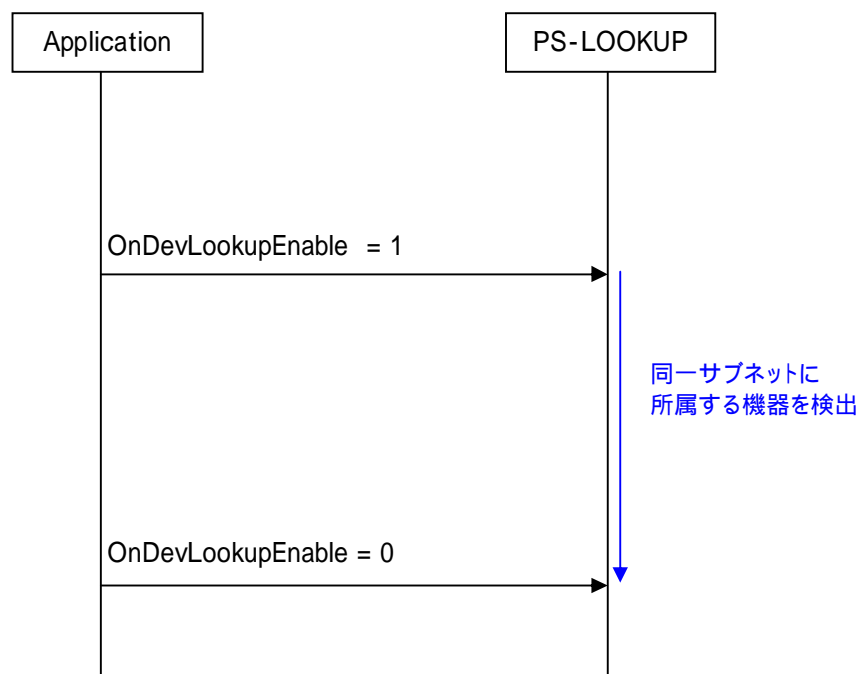 Application
PS-LOOKUP
OnDevLookupEnable = 1
同一サブネットに
所属する機器を検出
OnDevLookupEnable = 0